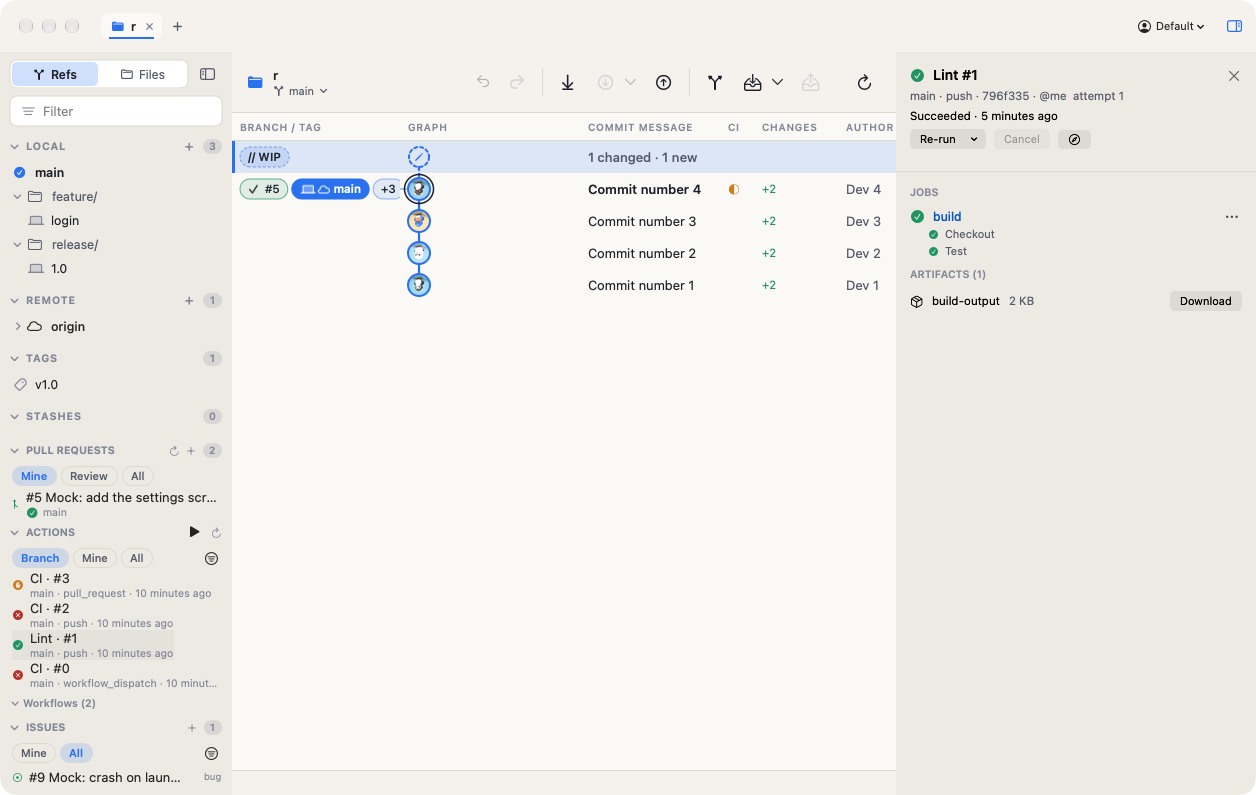 r
Default
Refs
Files
Filter
LOCAL
3
main
feature/
login
release/
1.0
REMOTE
1
origin
TAGS
1
v1.0
STASHES
0
PULL REQUESTS
2
Mine
Review
All
#5 Mock: add the settings scr...
main
ACTIONS
Branch
Mine
All
CI · #3
main · pull_request · 10 minutes ago
CI · #2
main · push · 10 minutes ago
Lint · #1
main · push · 10 minutes ago
CI · #0
main · workflow_dispatch · 10 minut...
Workflows (2)
ISSUES
1
Mine
All
#9 Mock: crash on laun...
bug
r
main
BRANCH / TAG GRAPH COMMIT MESSAGE CI CHANGES AUTHOR
// WIP 1 changed · 1 new
#5 main +3 Commit number 4 +2 Dev 4
Commit number 3 +2 Dev 3
Commit number 2 +2 Dev 2
Commit number 1 +2 Dev 1
Lint #1
main · push · 796f335 · @me attempt 1
Succeeded · 5 minutes ago
Re-run
Cancel
JOBS
build
Checkout
Test
ARTIFACTS (1)
build-output 2 KB
Download